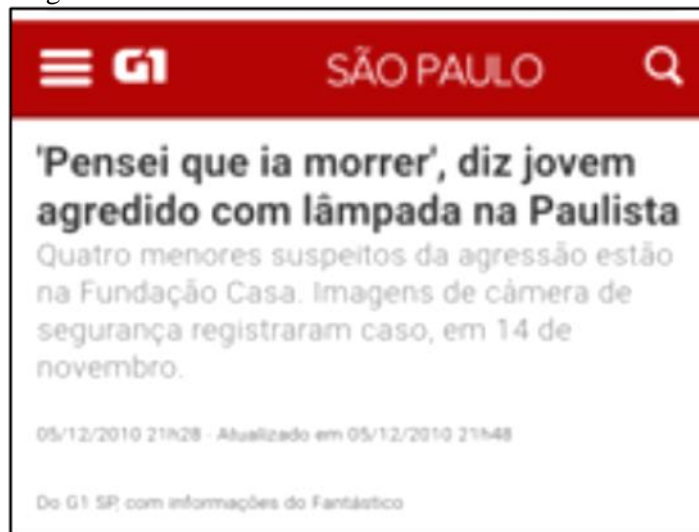 G1 SÃO PAULO
'Pensei que ia morrer', diz jovem
agredido com lâmpada na Paulista
Quatro menores suspeitos da agressão estão
na Fundação Casa. Imagens de câmera de
segurança registraram caso, em 14 de
novembro.
05/12/2010 21h28 - Atualizado em 05/12/2010 21h48
Do G1 SP, com informações do Fantástico